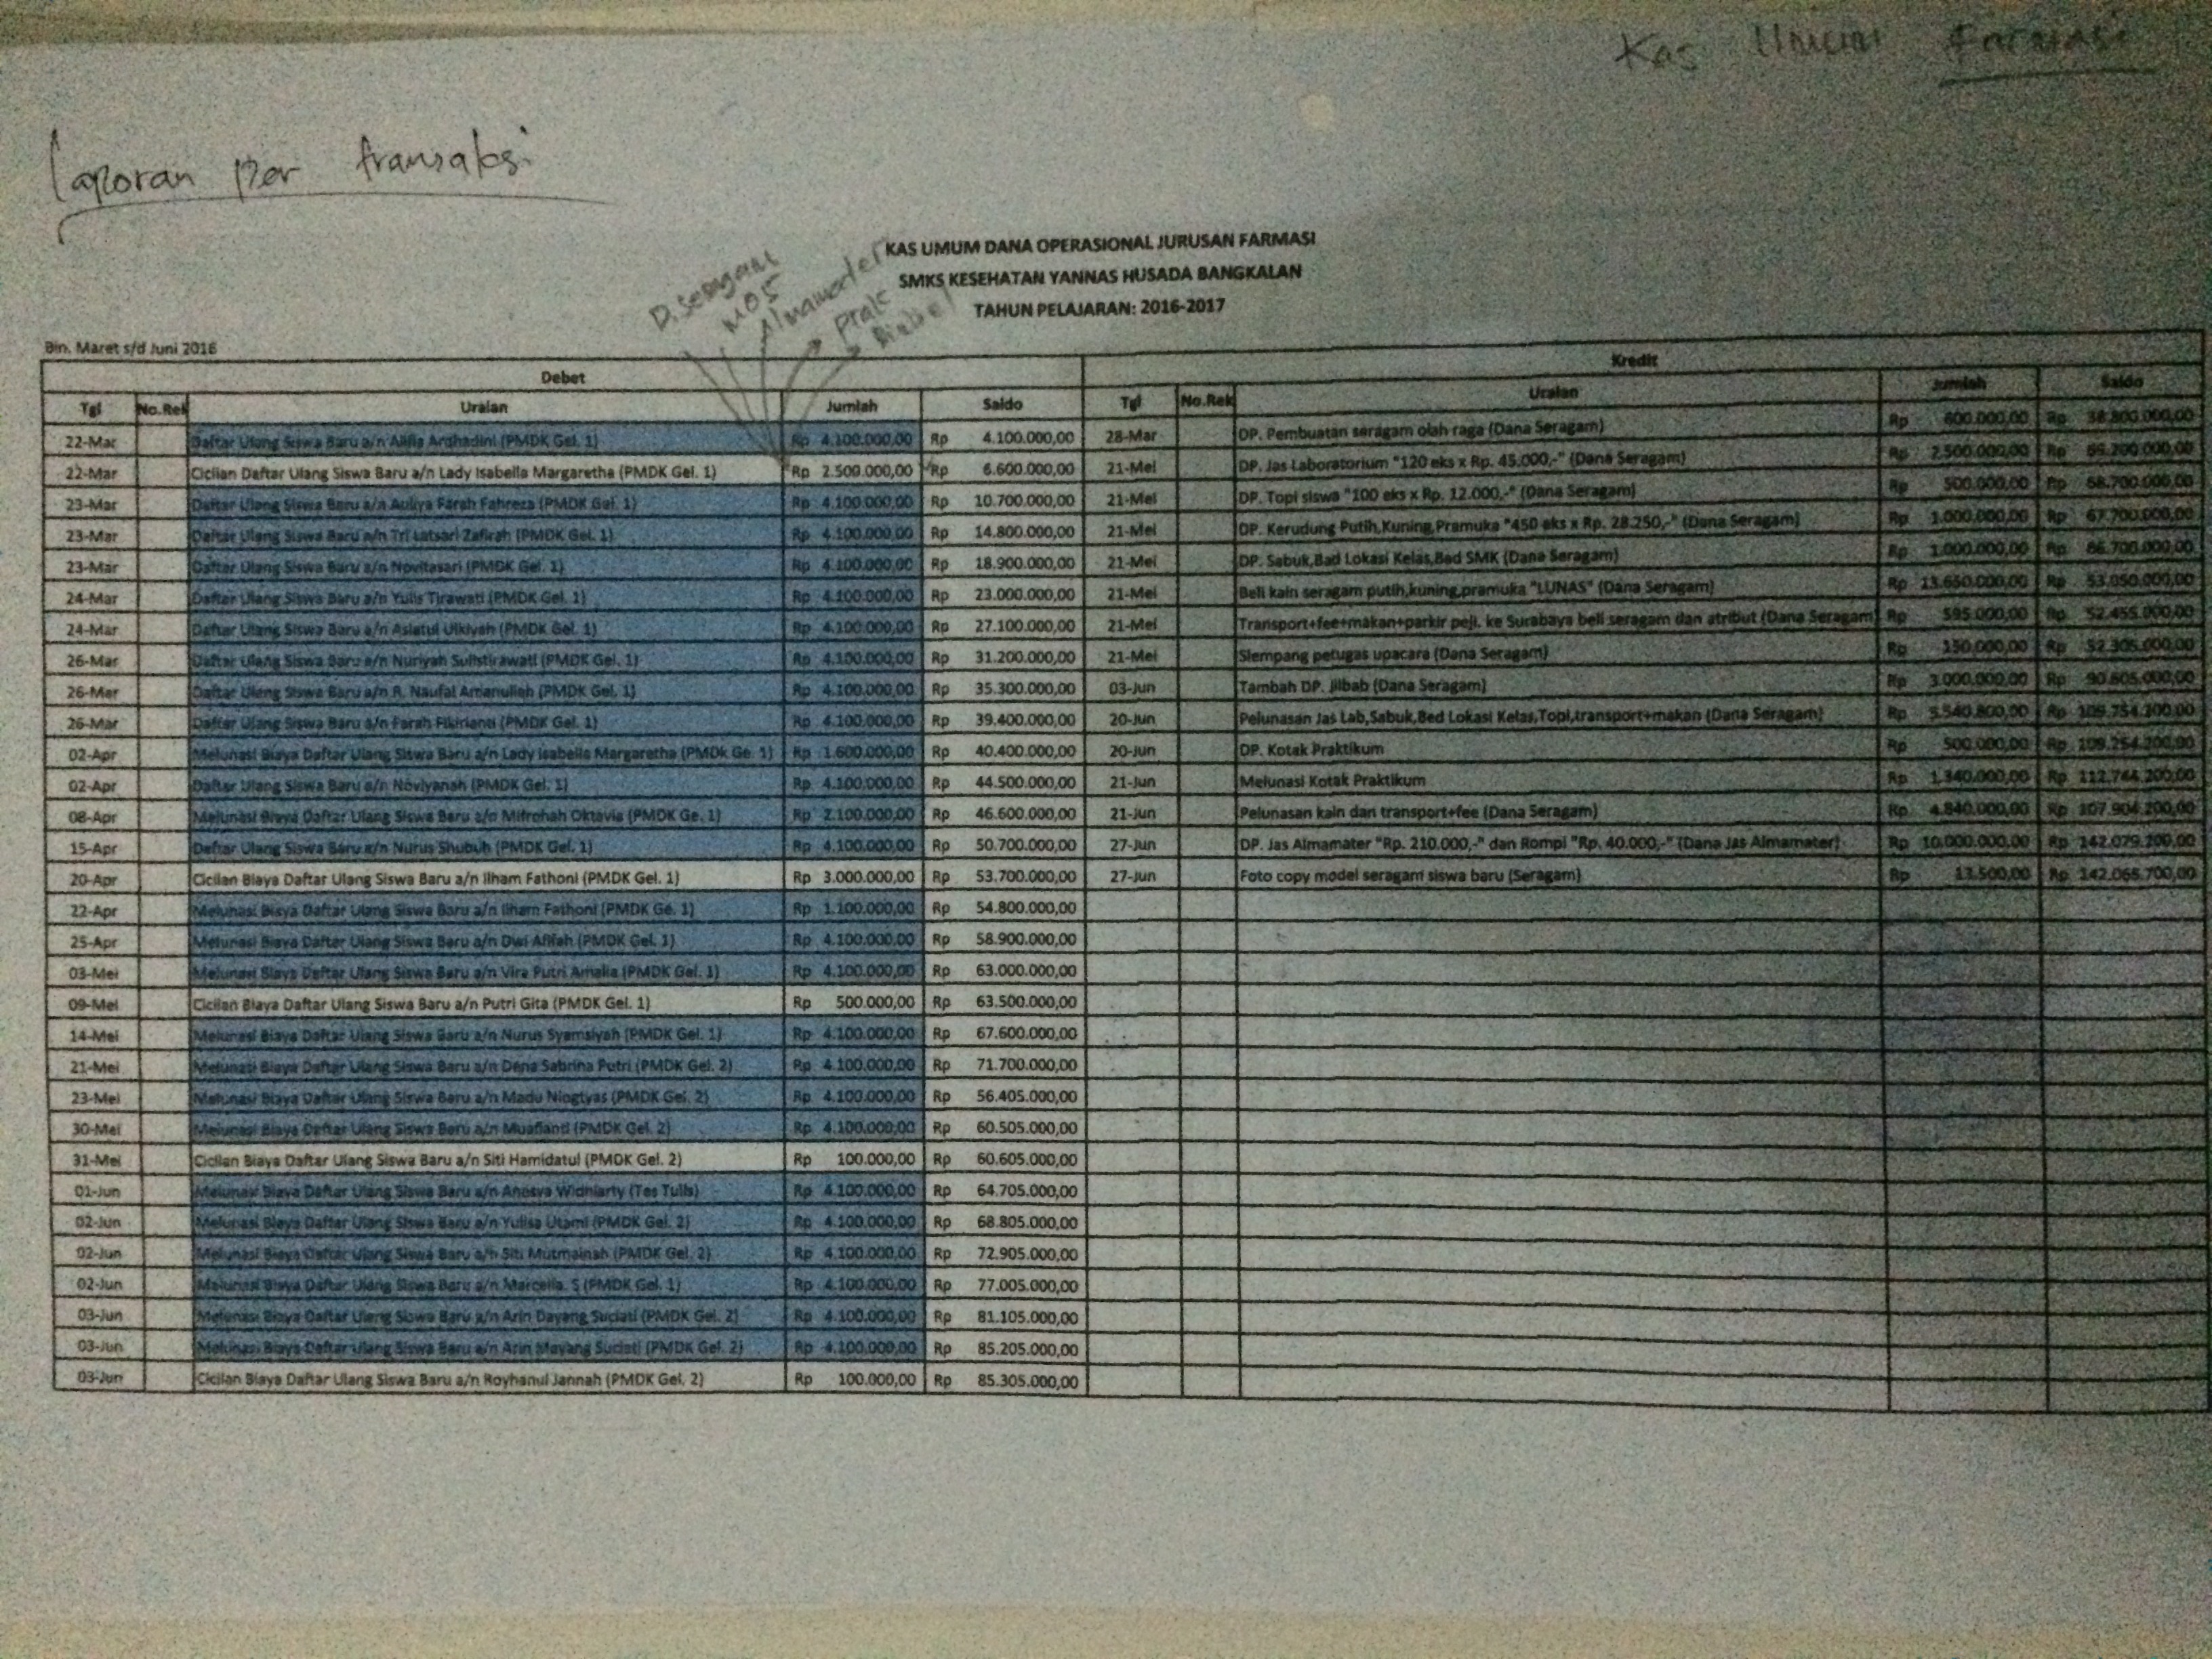 Kas Umum Farmasi
Laporan per transaksi
D. Seragam
MOS
Almamater
Prak
KAS UMUM DANA OPERASIONAL JURUSAN FARMASI
SMKS KESEHATAN YANNAS HUSADA BANGKALAN
TAHUN PELAJARAN: 2016-2017
Bln. Maret s/d Juni 2016
Debet Kredit
Tgl No.Rek Uraian Jumlah Saldo Tgl No.Rek Uraian Jumlah Saldo
22-Mar Daftar Ulang Siswa Baru a/n Alifia Arghadini (PMDK Gel. 1) Rp 4.100.000,00 Rp 4.100.000,00 28-Mar DP. Pembuatan seragam olah raga (Dana Seragam) Rp 600.000,00 Rp 38.800.000,00
22-Mar Cicilan Daftar Ulang Siswa Baru a/n Lady Isabella Margaretha (PMDK Gel. 1) Rp 2.500.000,00 Rp 6.600.000,00 21-Mei DP. Jas Laboratorium "120 eks x Rp. 45.000,-" (Dana Seragam) Rp 2.500.000,00 Rp 69.200.000,00
23-Mar Daftar Ulang Siswa Baru a/n Auliya Farah Fahreza (PMDK Gel. 1) Rp 4.100.000,00 Rp 10.700.000,00 21-Mei DP. Topi siswa "100 eks x Rp. 12.000,-" (Dana Seragam) Rp 500.000,00 Rp 68.700.000,00
23-Mar Daftar Ulang Siswa Baru a/n Tri Latsari Zafirah (PMDK Gel. 1) Rp 4.100.000,00 Rp 14.800.000,00 21-Mei DP. Kerudung Putih,Kuning,Pramuka "450 eks x Rp. 28.250,-" (Dana Seragam) Rp 1.000.000,00 Rp 67.700.000,00
23-Mar Daftar Ulang Siswa Baru a/n Novitasari (PMDK Gel. 1) Rp 4.100.000,00 Rp 18.900.000,00 21-Mei DP. Sabuk,Bad Lokasi Kelas,Bad SMK (Dana Seragam) Rp 1.000.000,00 Rp 66.700.000,00
24-Mar Daftar Ulang Siswa Baru a/n Yulis Tirawati (PMDK Gel. 1) Rp 4.100.000,00 Rp 23.000.000,00 21-Mei Beli kain seragam putih,kuning,pramuka "LUNAS" (Dana Seragam) Rp 13.650.000,00 Rp 53.050.000,00
24-Mar Daftar Ulang Siswa Baru a/n Asiatul Ulkiyah (PMDK Gel. 1) Rp 4.100.000,00 Rp 27.100.000,00 21-Mei Transport+fee+makan+parkir pejl. ke Surabaya beli seragam dan atribut (Dana Seragam) Rp 595.000,00 Rp 52.455.000,00
26-Mar Daftar Ulang Siswa Baru a/n Nuriyah Sulistirawati (PMDK Gel. 1) Rp 4.100.000,00 Rp 31.200.000,00 21-Mei Slempang petugas upacara (Dana Seragam) Rp 150.000,00 Rp 52.305.000,00
26-Mar Daftar Ulang Siswa Baru a/n R. Naufal Amanullah (PMDK Gel. 1) Rp 4.100.000,00 Rp 35.300.000,00 03-Jun Tambah DP. Jilbab (Dana Seragam) Rp 3.000.000,00 Rp 90.605.000,00
26-Mar Daftar Ulang Siswa Baru a/n Farah Fikrianti (PMDK Gel. 1) Rp 4.100.000,00 Rp 39.400.000,00 20-Jun Pelunasan Jas Lab,Sabuk,Bed Lokasi Kelas,Topi,transport+makan (Dana Seragam) Rp 5.540.800,00 Rp 109.754.200,00
02-Apr Melunasi Biaya Daftar Ulang Siswa Baru a/n Lady Isabella Margaretha (PMDk Ge. 1) Rp 1.600.000,00 Rp 40.400.000,00 20-Jun DP. Kotak Praktikum Rp 500.000,00 Rp 109.254.200,00
02-Apr Daftar Ulang Siswa Baru a/n Noviyanah (PMDK Gel. 1) Rp 4.100.000,00 Rp 44.500.000,00 21-Jun Melunasi Kotak Praktikum Rp 1.340.000,00 Rp 112.744.200,00
08-Apr Melunasi Biaya Daftar Ulang Siswa Baru a/n Mifrohah Oktavia (PMDK Ge. 1) Rp 2.100.000,00 Rp 46.600.000,00 21-Jun Pelunasan kain dan transport+fee (Dana Seragam) Rp 4.840.000,00 Rp 107.904.200,00
15-Apr Daftar Ulang Siswa Baru a/n Nurus Shubuh (PMDK Gel. 1) Rp 4.100.000,00 Rp 50.700.000,00 27-Jun DP. Jas Almamater "Rp. 210.000,-" dan Rompi "Rp. 40.000,-" (Dana Jas Almamater) Rp 10.000.000,00 Rp 142.079.200,00
20-Apr Cicilan Biaya Daftar Ulang Siswa Baru a/n Ilham Fathoni (PMDK Gel. 1) Rp 3.000.000,00 Rp 53.700.000,00 27-Jun Foto copy model seragam siswa baru (Seragam) Rp 13.500,00 Rp 142.065.700,00
22-Apr Melunasi Biaya Daftar Ulang Siswa Baru a/n Ilham Fathoni (PMDK Ge. 1) Rp 1.100.000,00 Rp 54.800.000,00
25-Apr Melunasi Biaya Daftar Ulang Siswa Baru a/n Dwi Afifah (PMDK Gel. 1) Rp 4.100.000,00 Rp 58.900.000,00
03-Mei Melunasi Biaya Daftar Ulang Siswa Baru a/n Vira Putri Amalia (PMDK Gel. 1) Rp 4.100.000,00 Rp 63.000.000,00
09-Mei Cicilan Biaya Daftar Ulang Siswa Baru a/n Putri Gita (PMDK Gel. 1) Rp 500.000,00 Rp 63.500.000,00
14-Mei Melunasi Biaya Daftar Ulang Siswa Baru a/n Nurus Syamsiyah (PMDK Gel. 1) Rp 4.100.000,00 Rp 67.600.000,00
21-Mei Melunasi Biaya Daftar Ulang Siswa Baru a/n Dena Sabrina Putri (PMDK Gel. 2) Rp 4.100.000,00 Rp 71.700.000,00
23-Mei Melunasi Biaya Daftar Ulang Siswa Baru a/n Madu Niogtyas (PMDK Gel. 2) Rp 4.100.000,00 Rp 56.405.000,00
30-Mei Melunasi Biaya Daftar Ulang Siswa Baru a/n Muafianti (PMDK Gel. 2) Rp 4.100.000,00 Rp 60.505.000,00
31-Mei Cicilan Biaya Daftar Ulang Siswa Baru a/n Siti Hamidatul (PMDK Gel. 2) Rp 100.000,00 Rp 60.605.000,00
01-Jun Melunasi Biaya Daftar Ulang Siswa Baru a/n Anosva Widniarty (Tes Tulis) Rp 4.100.000,00 Rp 64.705.000,00
02-Jun Melunasi Biaya Daftar Ulang Siswa Baru a/n Yulisa Utami (PMDK Gel. 2) Rp 4.100.000,00 Rp 68.805.000,00
02-Jun Melunasi Biaya Daftar Ulang Siswa Baru a/n Siti Mutmainah (PMDK Gel. 2) Rp 4.100.000,00 Rp 72.905.000,00
02-Jun Melunasi Biaya Daftar Ulang Siswa Baru a/n Marcella. S (PMDK Gel. 1) Rp 4.100.000,00 Rp 77.005.000,00
03-Jun Melunasi Biaya Daftar Ulang Siswa Baru a/n Arin Dayang Suciati (PMDK Gel. 2) Rp 4.100.000,00 Rp 81.105.000,00
03-Jun Melunasi Biaya Daftar Ulang Siswa Baru a/n Arin Mayang Suciati (PMDK Gel. 2) Rp 4.100.000,00 Rp 85.205.000,00
03-Jun Cicilan Biaya Daftar Ulang Siswa Baru a/n Royhanul Jannah (PMDK Gel. 2) Rp 100.000,00 Rp 85.305.000,00